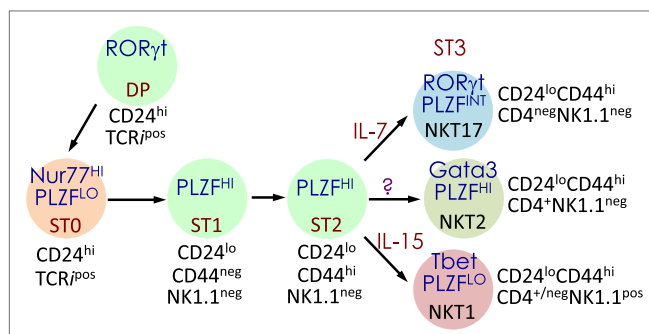 RORγt
DP
CD24hi
TCRipos
Nur77HI
PLZFLO
ST0
CD24hi
TCRipos
PLZFHI
ST1
CD24lo
CD44neg
NK1.1neg
PLZFHI
ST2
CD24lo
CD44hi
NK1.1neg
ST3
IL-7
RORγt
PLZFINT
NKT17
CD24loCD44hi
CD4negNK1.1neg
?
Gata3
PLZFHI
NKT2
CD24loCD44hi
CD4+NK1.1neg
IL-15
Tbet
PLZFLO
NKT1
CD24loCD44hi
CD4+/negNK1.1pos